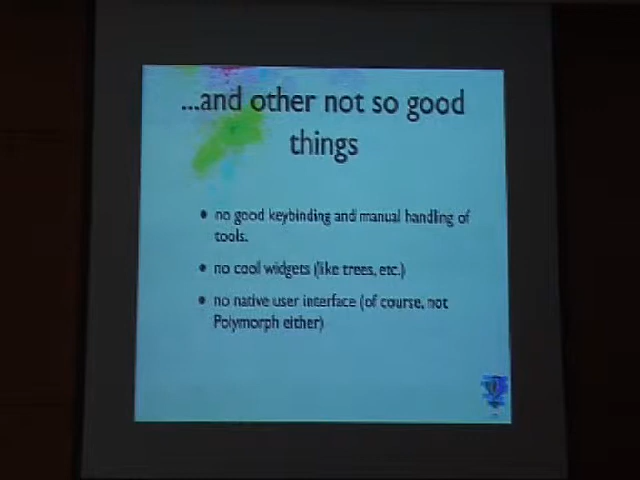 ...and other not so good
things
• no good keybinding and manual handling of
tools.
• no cool widgets (like trees, etc.)
• no native user interface (of course, not
Polymorph either)